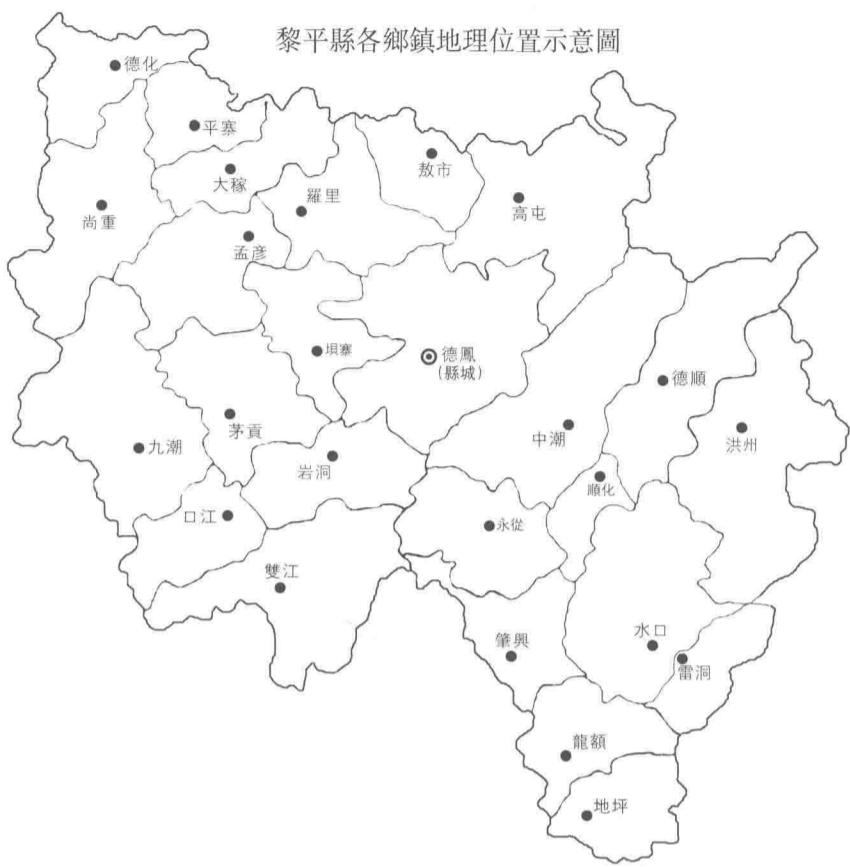 黎平縣各鄉鎮地理位置示意圖
德化
平寨
大稼
敖市
羅里
高屯
尚重
孟彦
垻寨
德鳳
(縣城)
德順
茅貢
九潮
岩洞
中潮
洪州
順化
口江
永從
雙江
肇興
水口
雷洞
龍額
地坪